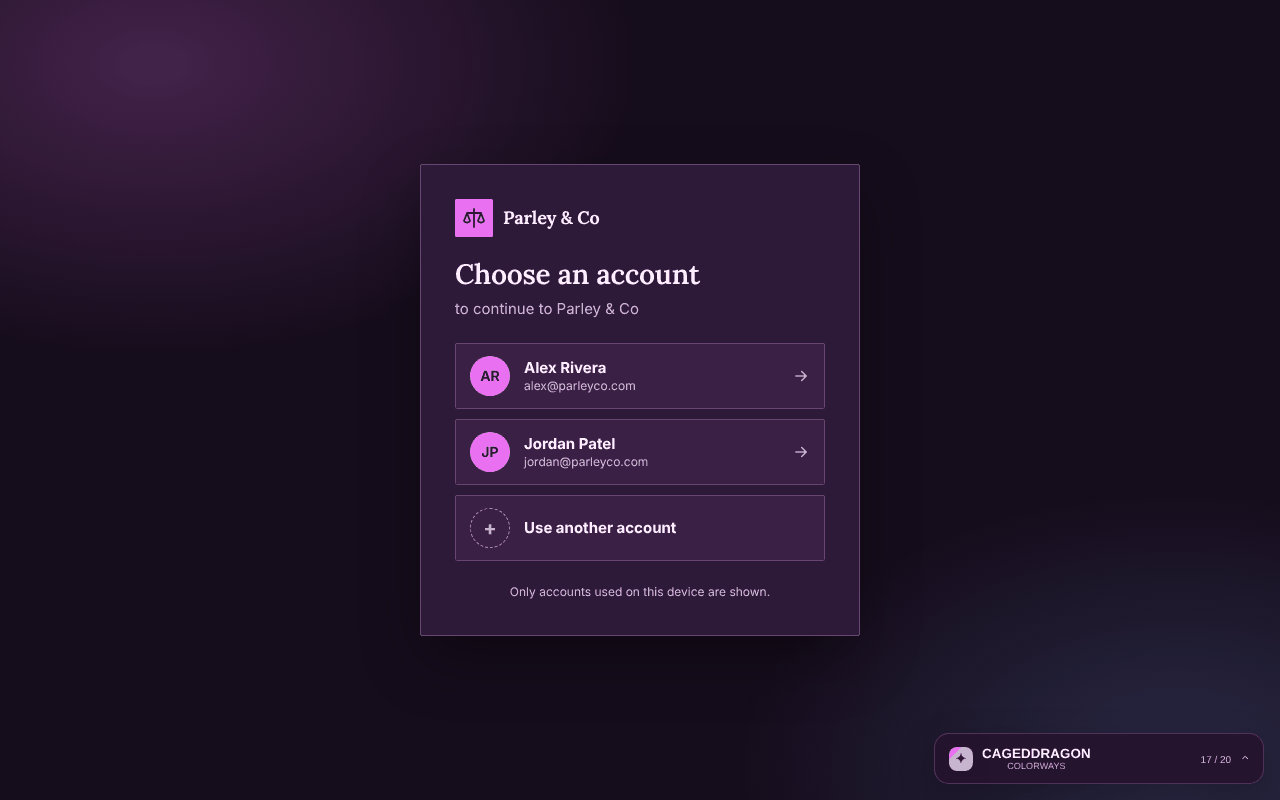 Parley & Co
Choose an account
to continue to Parley & Co
AR
Alex Rivera
alex@parleyco.com
JP
Jordan Patel
jordan@parleyco.com
+
Use another account
Only accounts used on this device are shown.
CAGEDDRAGON
COLORWAYS
17 / 20